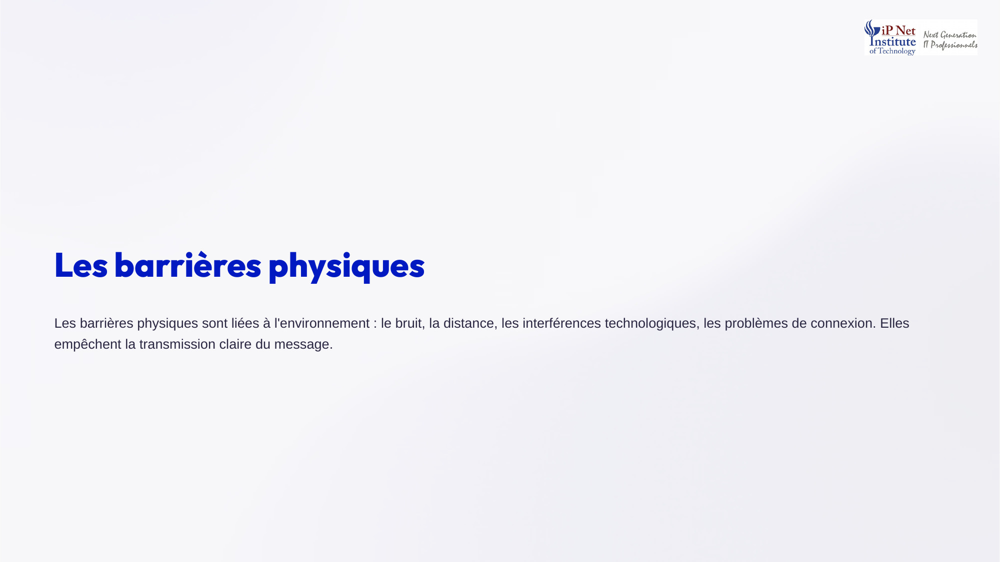 iP Net
Institute
of Technology
Next Generation
IT Professionnels
Les barrières physiques
Les barrières physiques sont liées à l'environnement : le bruit, la distance, les interférences technologiques, les problèmes de connexion. Elles
empêchent la transmission claire du message.